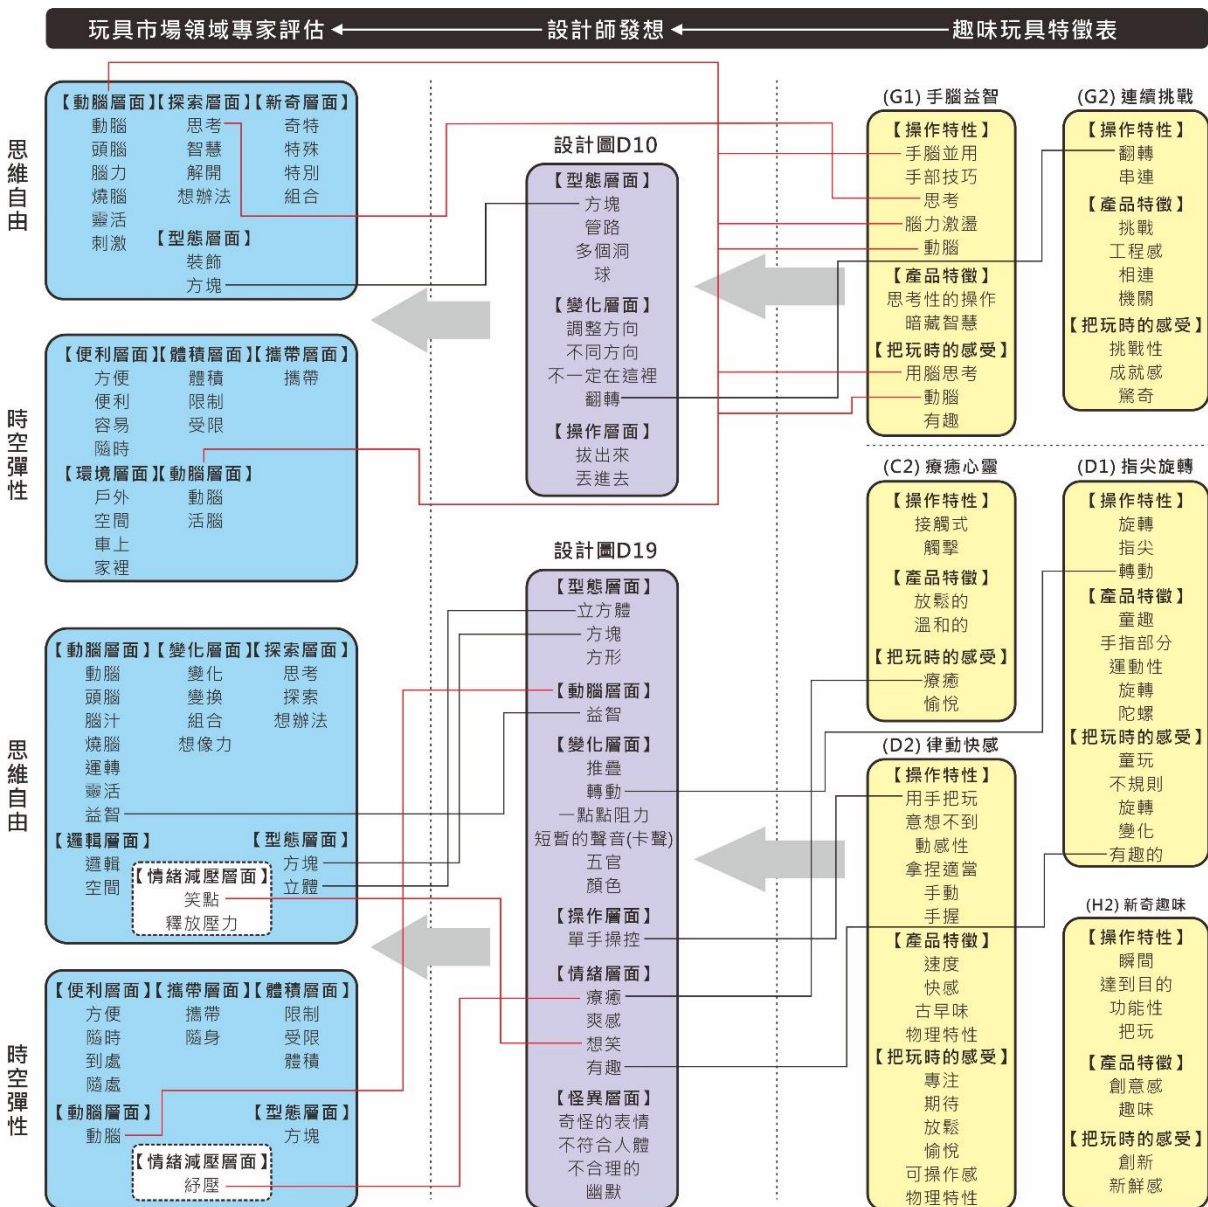 玩具市場領域專家評估
設計師發想
趣味玩具特徵表
思維自由
【動腦層面】【探索層面】【新奇層面】
動腦 思考 奇特
頭腦 智慧 特殊
腦力 解開 特別
燒腦 想辦法 組合
靈活
刺激
【型態層面】
裝飾
方塊
時空彈性
【便利層面】【體積層面】【攜帶層面】
方便 體積 攜帶
便利 限制
容易 受限
隨時
【環境層面】【動腦層面】
戶外 動腦
空間 活腦
車上
家裡
思維自由
【動腦層面】【變化層面】【探索層面】
動腦 變化 思考
頭腦 變換 探索
腦汁 組合 想辦法
燒腦 想像力
運轉
靈活
益智
【邏輯層面】 【型態層面】
邏輯 方塊
空間 立體
【情緒減壓層面】
笑點
釋放壓力
時空彈性
【便利層面】【攜帶層面】【體積層面】
方便 攜帶 限制
隨時 隨身 受限
到處 體積
隨處
【動腦層面】 【型態層面】
動腦 方塊
【情緒減壓層面】
紓壓
設計圖D10
【型態層面】
方塊
管路
多個洞
球
【變化層面】
調整方向
不同方向
不一定在這裡
翻轉
【操作層面】
拔出來
丟進去
設計圖D19
【型態層面】
立方體
方塊
方形
【動腦層面】
益智
【變化層面】
推疊
轉動
一點點阻力
短暫的聲音(卡聲)
五官
顏色
【操作層面】
單手操控
【情緒層面】
療癒
爽感
想笑
有趣
【怪異層面】
奇怪的表情
不符合人體
不合理的
幽默
(G1) 手腦益智
【操作特性】
手腦並用
手部技巧
思考
腦力激盪
動腦
【產品特徵】
思考性的操作
暗藏智慧
【把玩時的感受】
用腦思考
動腦
有趣
(G2) 連續挑戰
【操作特性】
翻轉
串連
【產品特徵】
挑戰
工程感
相連
機關
【把玩時的感受】
挑戰性
成就感
驚奇
(C2) 療癒心靈
【操作特性】
接觸式
觸擊
【產品特徵】
放鬆的
溫和的
【把玩時的感受】
療癒
愉悅
(D1) 指尖旋轉
【操作特性】
旋轉
指尖
轉動
【產品特徵】
童趣
手指部分
運動性
旋轉
陀螺
【把玩時的感受】
童玩
不規則
旋轉
變化
有趣的
(D2) 律動快感
【操作特性】
用手把玩
意想不到
動感性
拿捏適當
手動
手握
【產品特徵】
速度
快感
古早味
物理特性
【把玩時的感受】
專注
期待
放鬆
愉悅
可操作感
物理特性
(H2) 新奇趣味
【操作特性】
瞬間
達到目的
功能性
把玩
【產品特徵】
創意感
趣味
【把玩時的感受】
創新
新鮮感